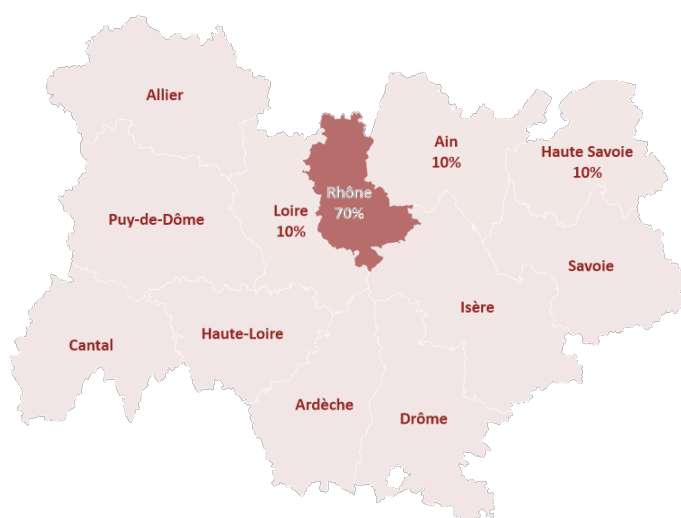 Allier
Ain
10%
Haute Savoie
10%
Rhône
70%
Loire
10%
Puy-de-Dôme
Savoie
Isère
Haute-Loire
Cantal
Ardèche
Drôme